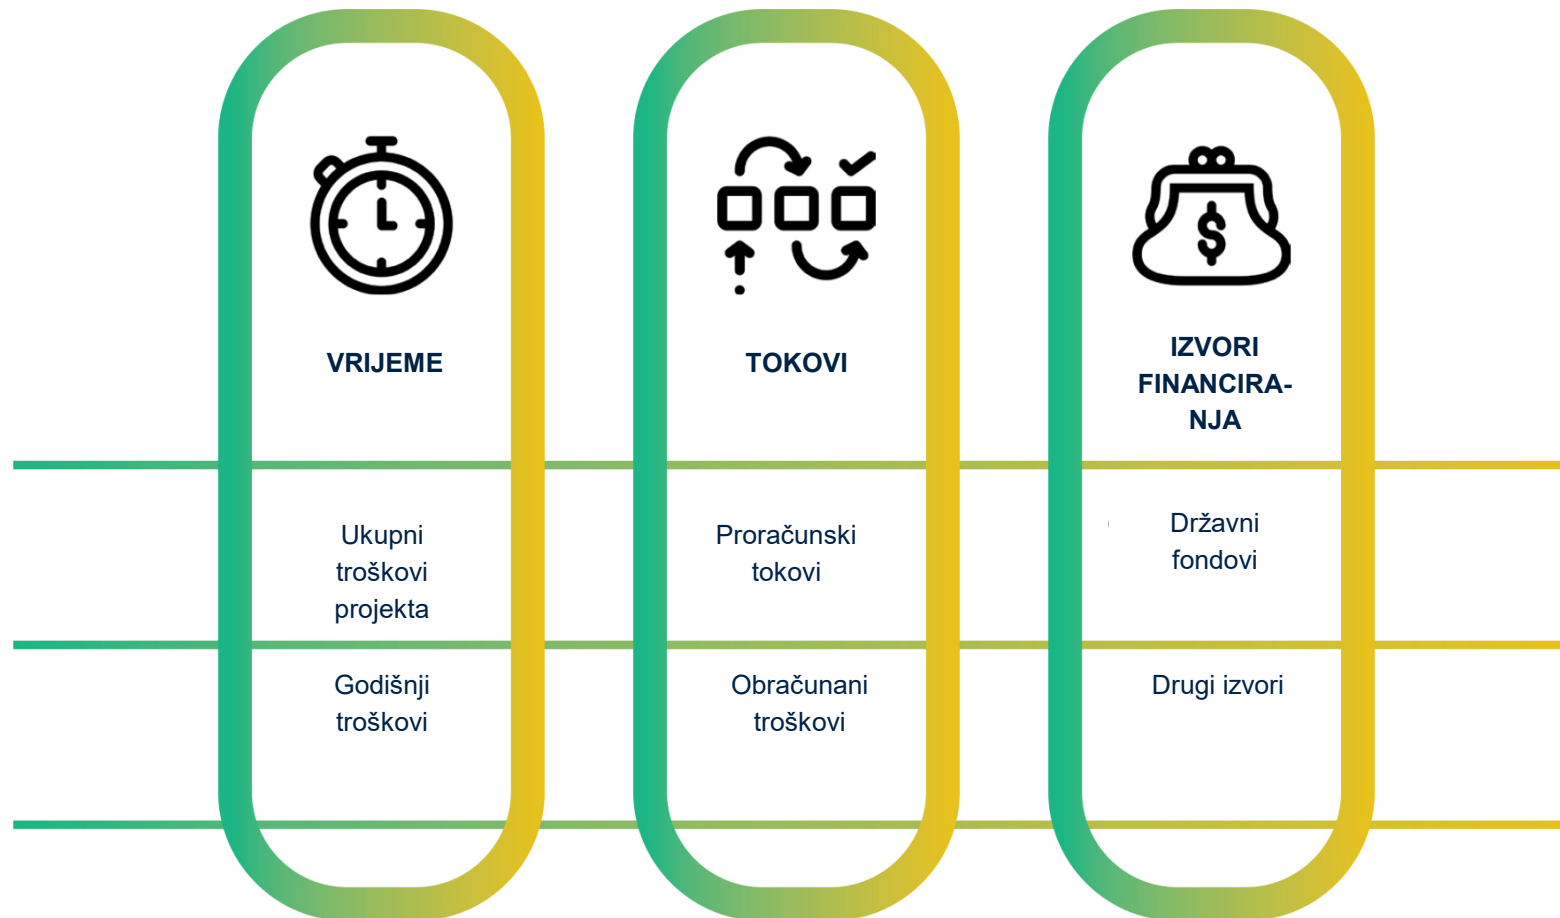 VRIJEME
TOKOVI
IZVORI
FINANCIRA-
NJA
Ukupni
troškovi
projekta
Proračunski
tokovi
Državni
fondovi
Godišnji
troškovi
Obračunani
troškovi
Drugi izvori